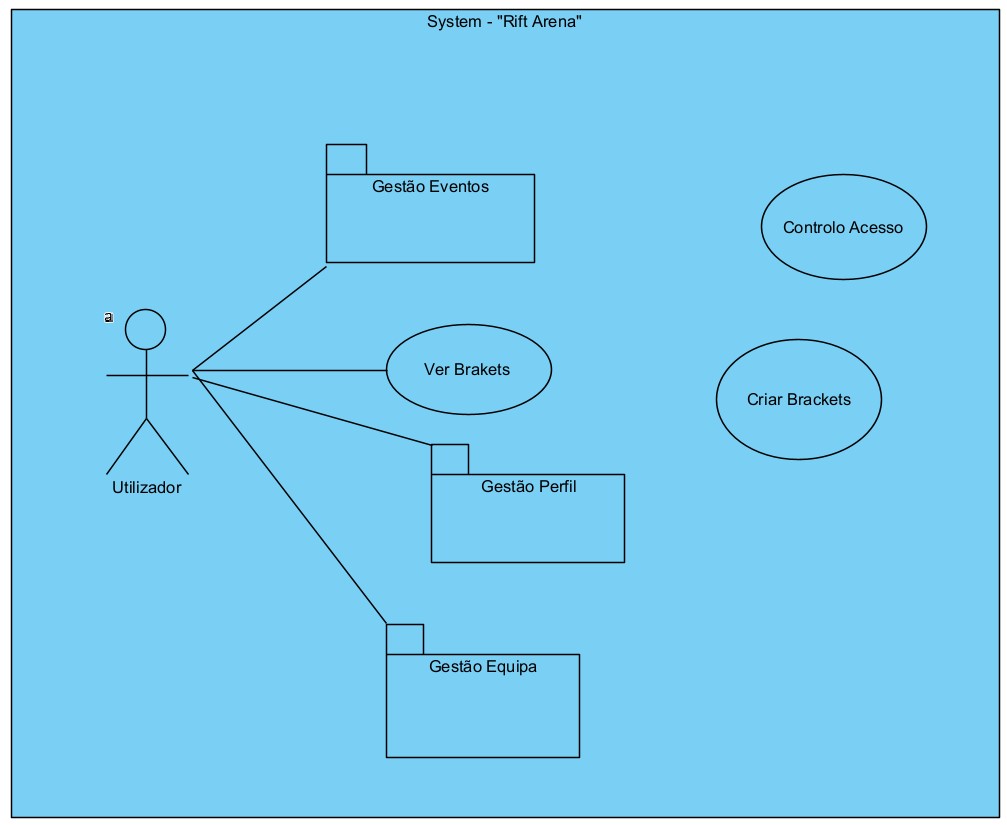 System - "Rift Arena"
Gestão Eventos
Controlo Acesso
a
Ver Brakets
Criar Brackets
Gestão Perfil
Utilizador
Gestão Equipa